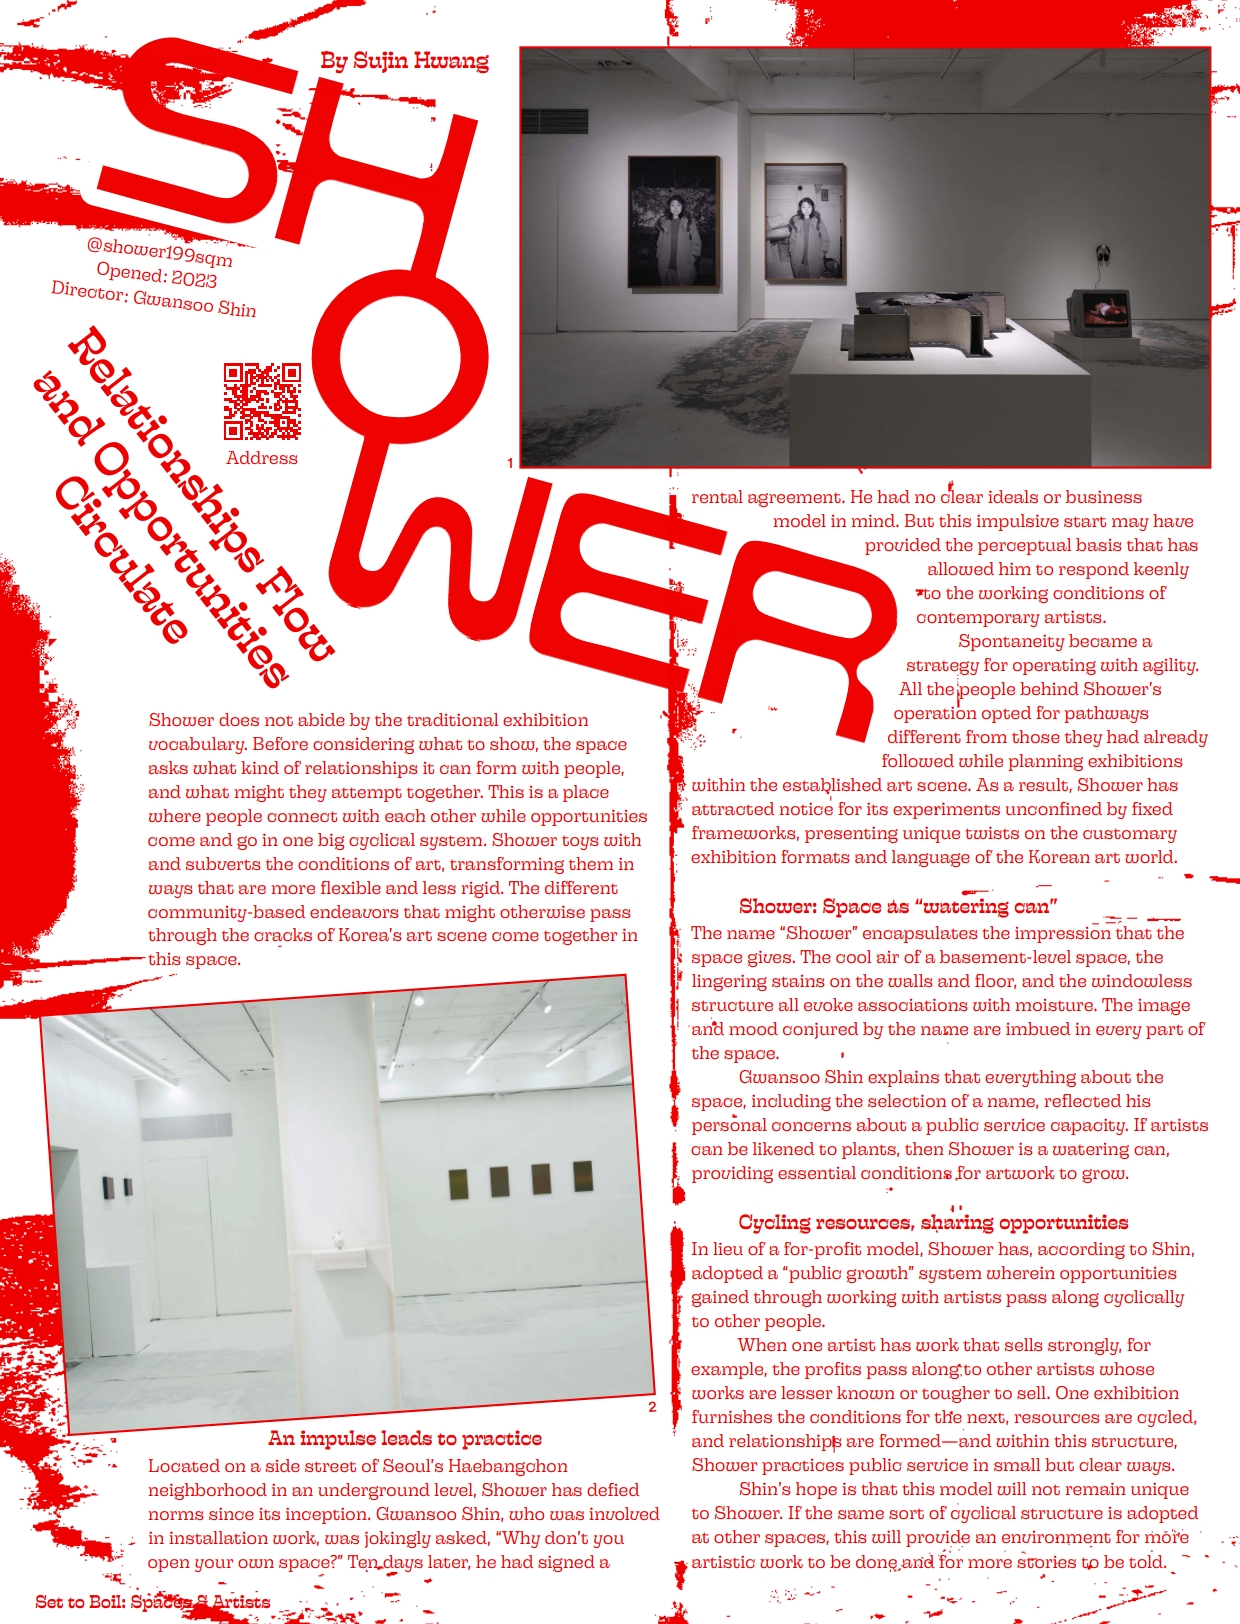 By Sujin Hwang
SHOWER
@shower199sqm
Opened: 2023
Director: Gwansoo Shin
Relationships Flow
and Opportunities
Circulate
Address
1
Shower does not abide by the traditional exhibition
vocabulary. Before considering what to show, the space
asks what kind of relationships it can form with people,
and what might they attempt together. This is a place
where people connect with each other while opportunities
come and go in one big cyclical system. Shower toys with
and subverts the conditions of art, transforming them in
ways that are more flexible and less rigid. The different
community-based endeavors that might otherwise pass
through the cracks of Korea's art scene come together in
this space.
2
An impulse leads to practice
Located on a side street of Seoul's Haebangchon
neighborhood in an underground level, Shower has defied
norms since its inception. Gwansoo Shin, who was involved
in installation work, was jokingly asked, “Why don't you
open your own space?” Ten days later, he had signed a
rental agreement. He had no clear ideals or business
model in mind. But this impulsive start may have
provided the perceptual basis that has
allowed him to respond keenly
to the working conditions of
contemporary artists.
Spontaneity became a
strategy for operating with agility.
All the people behind Shower's
operation opted for pathways
different from those they had already
followed while planning exhibitions
within the established art scene. As a result, Shower has
attracted notice for its experiments unconfined by fixed
frameworks, presenting unique twists on the customary
exhibition formats and language of the Korean art world.
Shower: Space as “watering can”
The name “Shower” encapsulates the impression that the
space gives. The cool air of a basement-level space, the
lingering stains on the walls and floor, and the windowless
structure all evoke associations with moisture. The image
and mood conjured by the name are imbued in every part of
the space.
Gwansoo Shin explains that everything about the
space, including the selection of a name, reflected his
personal concerns about a public service capacity. If artists
can be likened to plants, then Shower is a watering can,
providing essential conditions for artwork to grow.
Cycling resources, sharing opportunities
In lieu of a for-profit model, Shower has, according to Shin,
adopted a “public growth” system wherein opportunities
gained through working with artists pass along cyclically
to other people.
When one artist has work that sells strongly, for
example, the profits pass along to other artists whose
works are lesser known or tougher to sell. One exhibition
furnishes the conditions for the next, resources are cycled,
and relationships are formed—and within this structure,
Shower practices public service in small but clear ways.
Shin's hope is that this model will not remain unique
to Shower. If the same sort of cyclical structure is adopted
at other spaces, this will provide an environment for more
artistic work to be done and for more stories to be told.
Set to Boil: Spaces & Artists